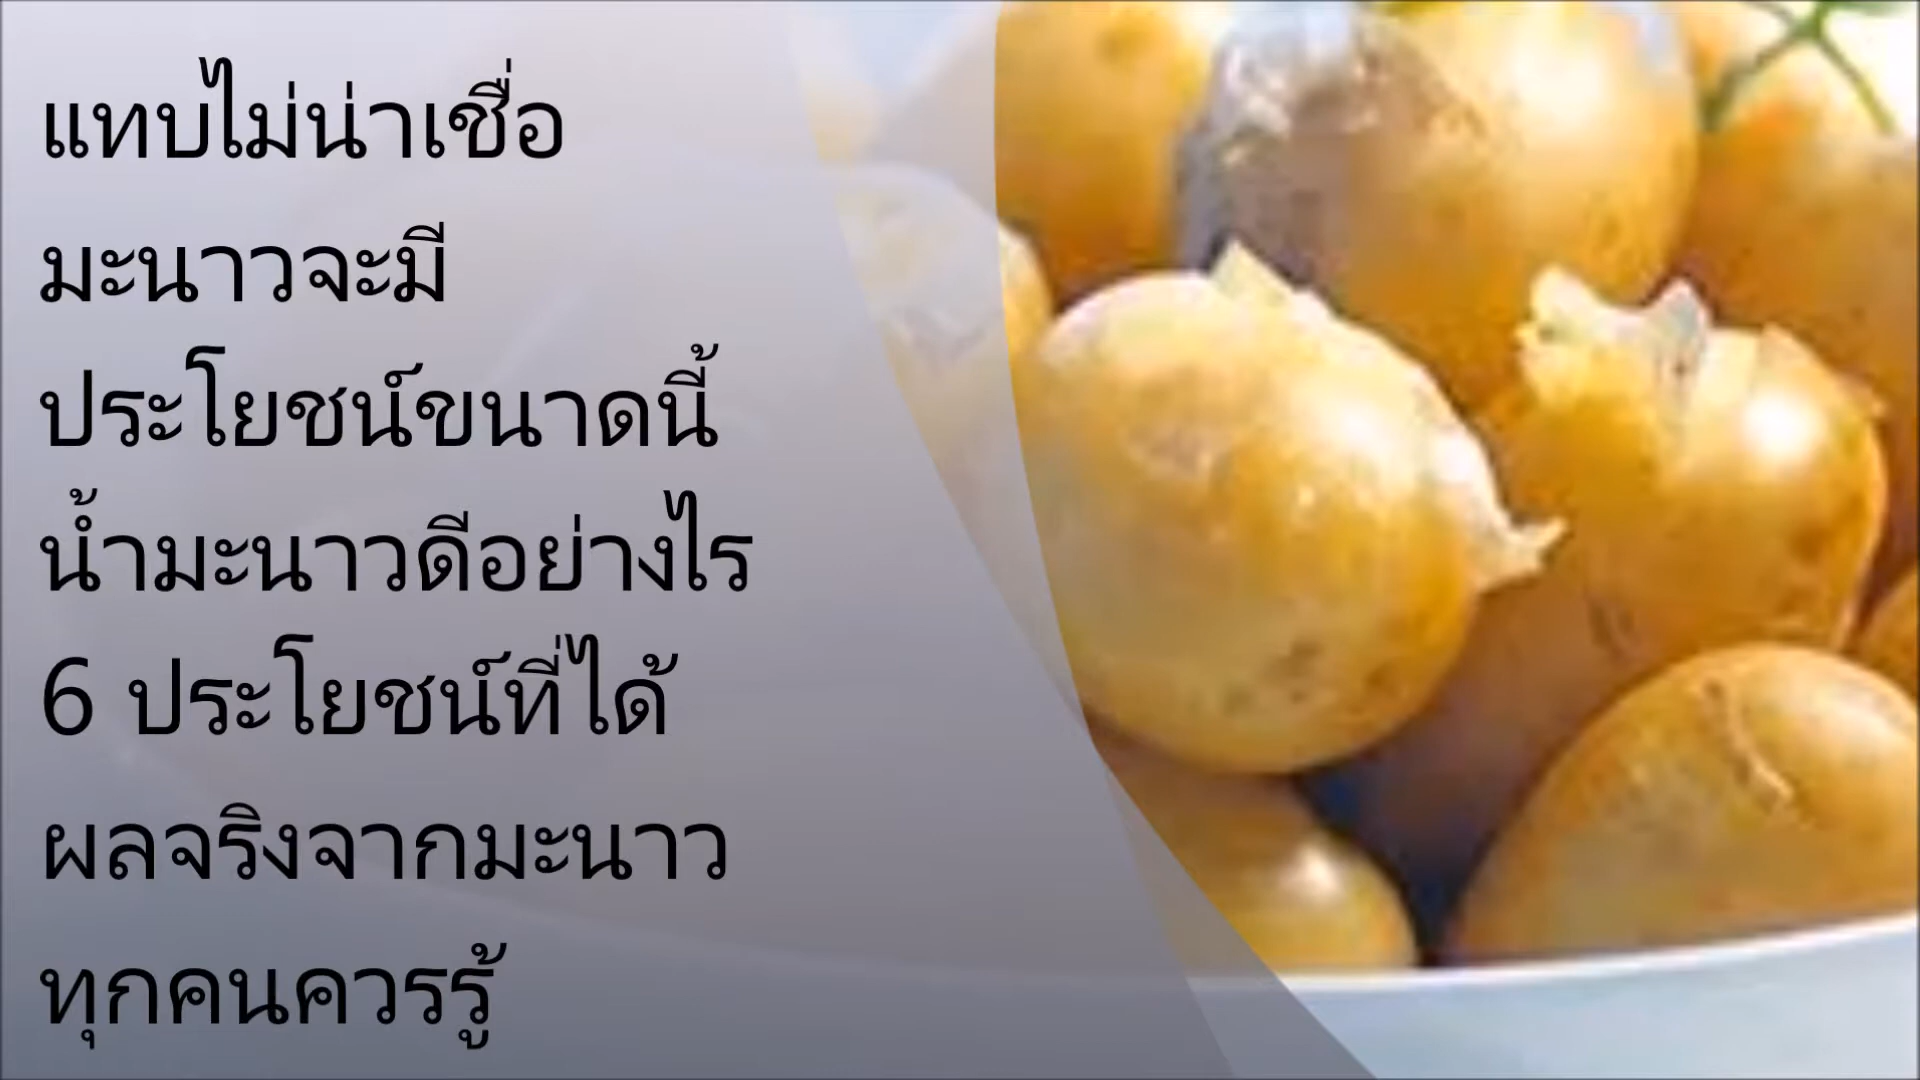 แทบไม่น่าเชื่อ
มะนาวจะมี
ประโยชน์ขนาดนี้
น้ำมะนาวดีอย่างไร
6 ประโยชน์ที่ได้
ผลจริงจากมะนาว
ทุกคนควรรู้